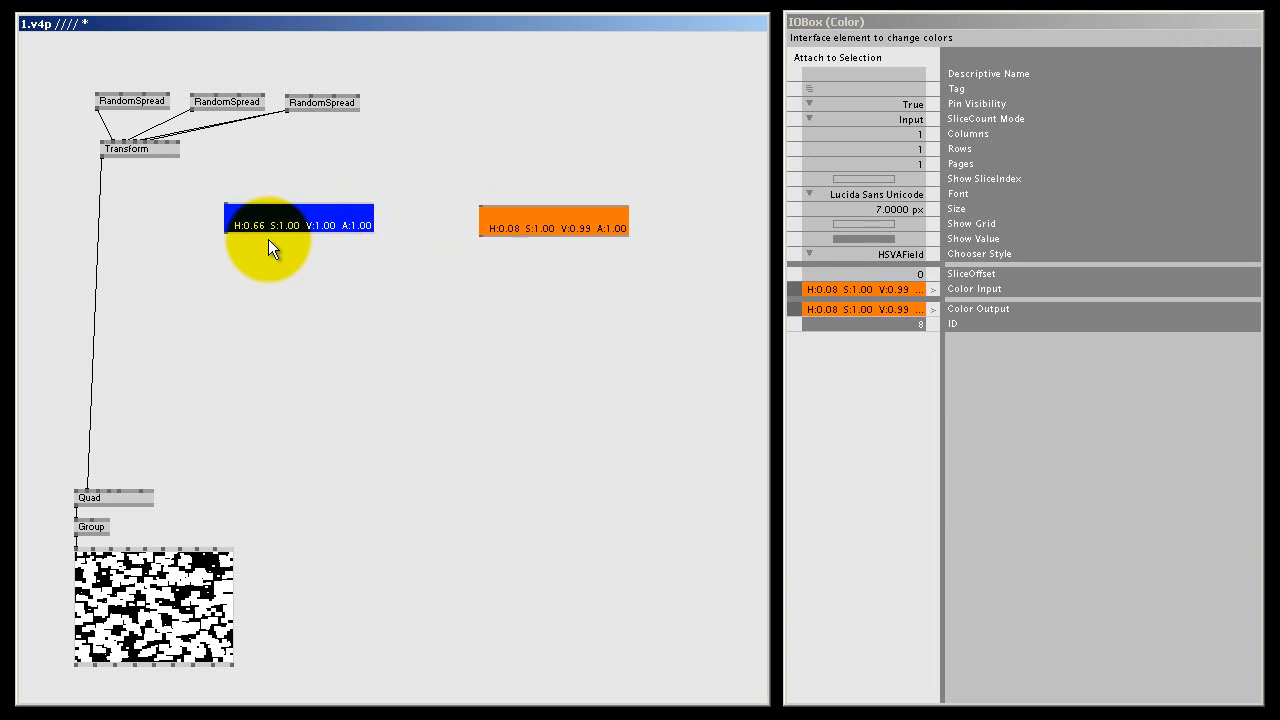 1.v4p //// *
RandomSpread
RandomSpread
RandomSpread
Transform
H:0.66 S:1.00 V:1.00 A:1.00
H:0.08 S:1.00 V:0.99 A:1.00
Quad
Group
IOBox (Color)
Interface element to change colors
Attach to Selection
Descriptive Name
Tag
True Pin Visibility
Input SliceCount Mode
1 Columns
1 Rows
1 Pages
Show SliceIndex
Lucida Sans Unicode Font
7.0000 px Size
Show Grid
Show Value
HSVAField Chooser Style
0 SliceOffset
H:0.08 S:1.00 V:0.99 ... > Color Input
H:0.08 S:1.00 V:0.99 ... > Color Output
8 ID